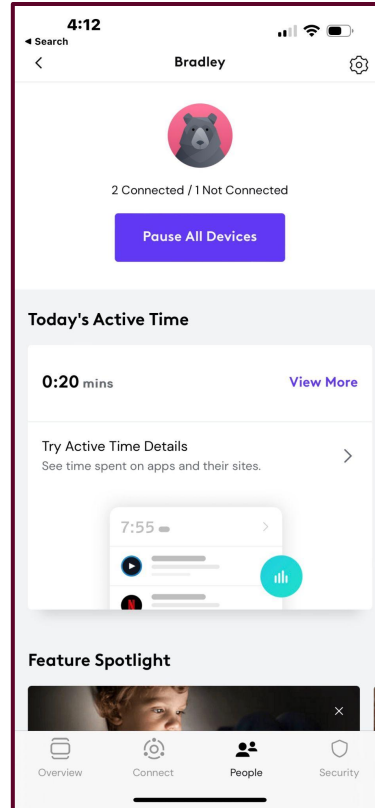 4:12
◀ Search
Bradley
2 Connected / 1 Not Connected
Pause All Devices
Today's Active Time
0:20 mins
View More
Try Active Time Details
See time spent on apps and their sites.
7:55
N
Feature Spotlight
Overview
Connect
People
Security